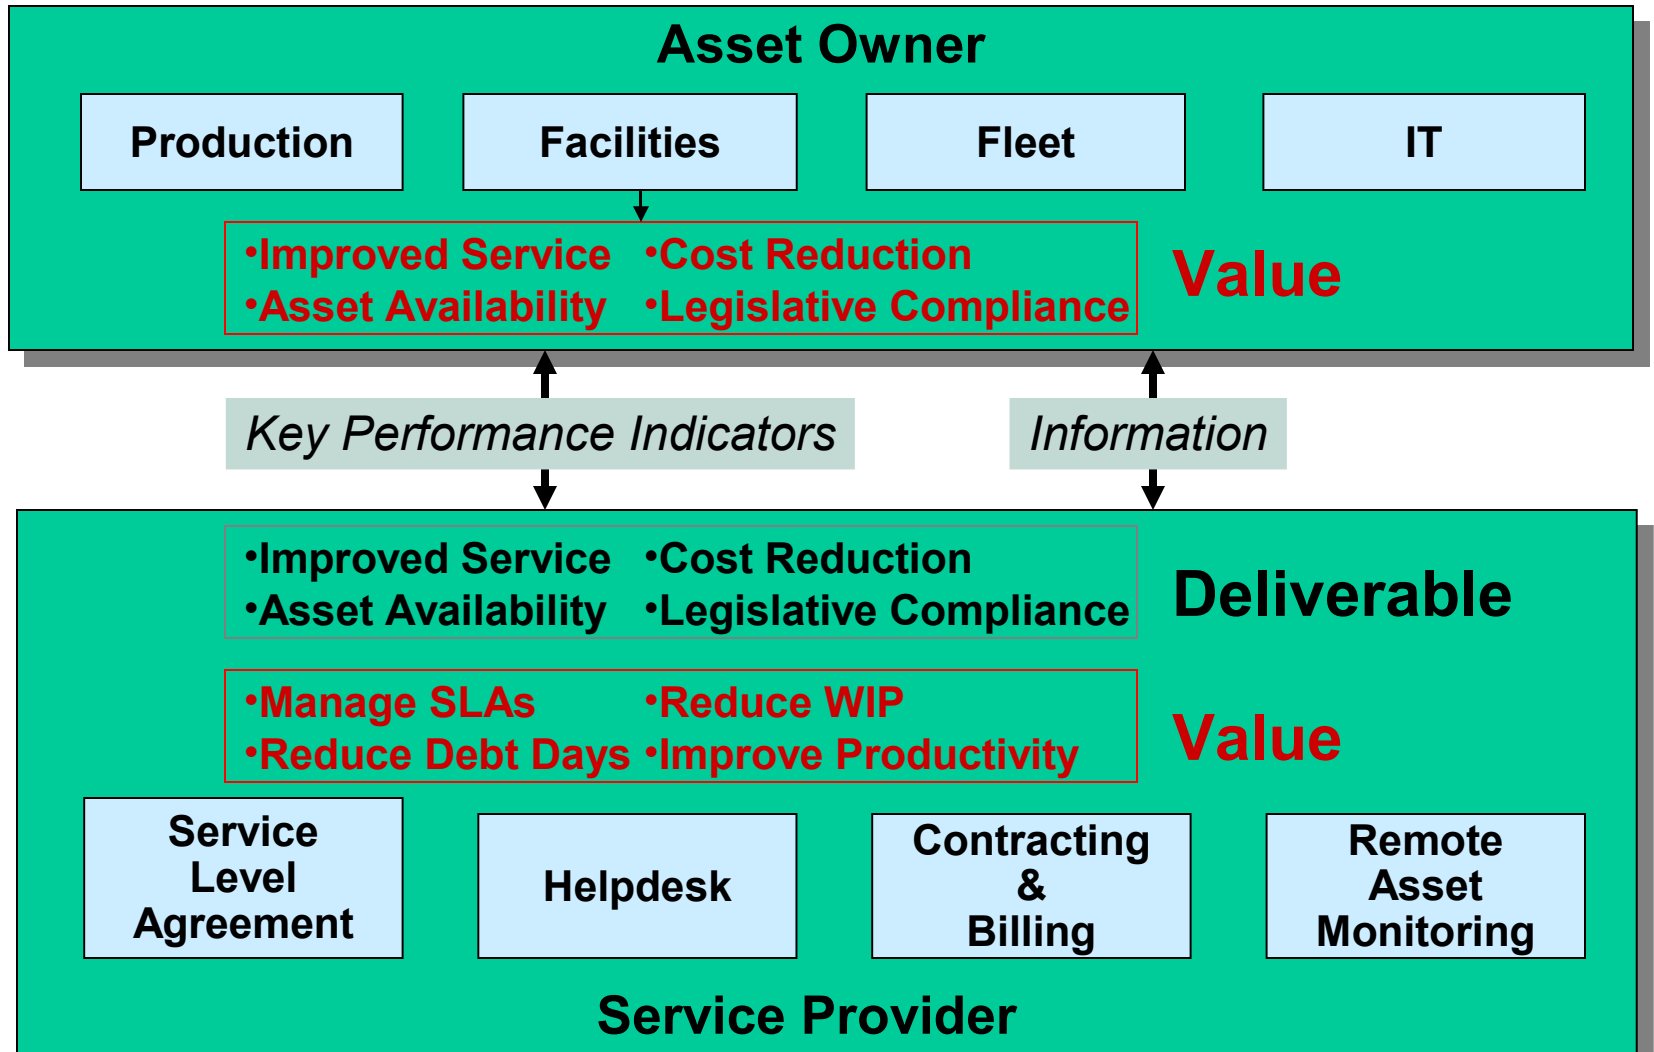 Asset Owner
Production
Facilities
Fleet
IT
•Improved Service •Cost Reduction
•Asset Availability •Legislative Compliance
Value
Key Performance Indicators
Information
•Improved Service •Cost Reduction
•Asset Availability •Legislative Compliance
Deliverable
•Manage SLAs •Reduce WIP
•Reduce Debt Days •Improve Productivity
Value
Service
Level
Agreement
Helpdesk
Contracting
&
Billing
Remote
Asset
Monitoring
Service Provider